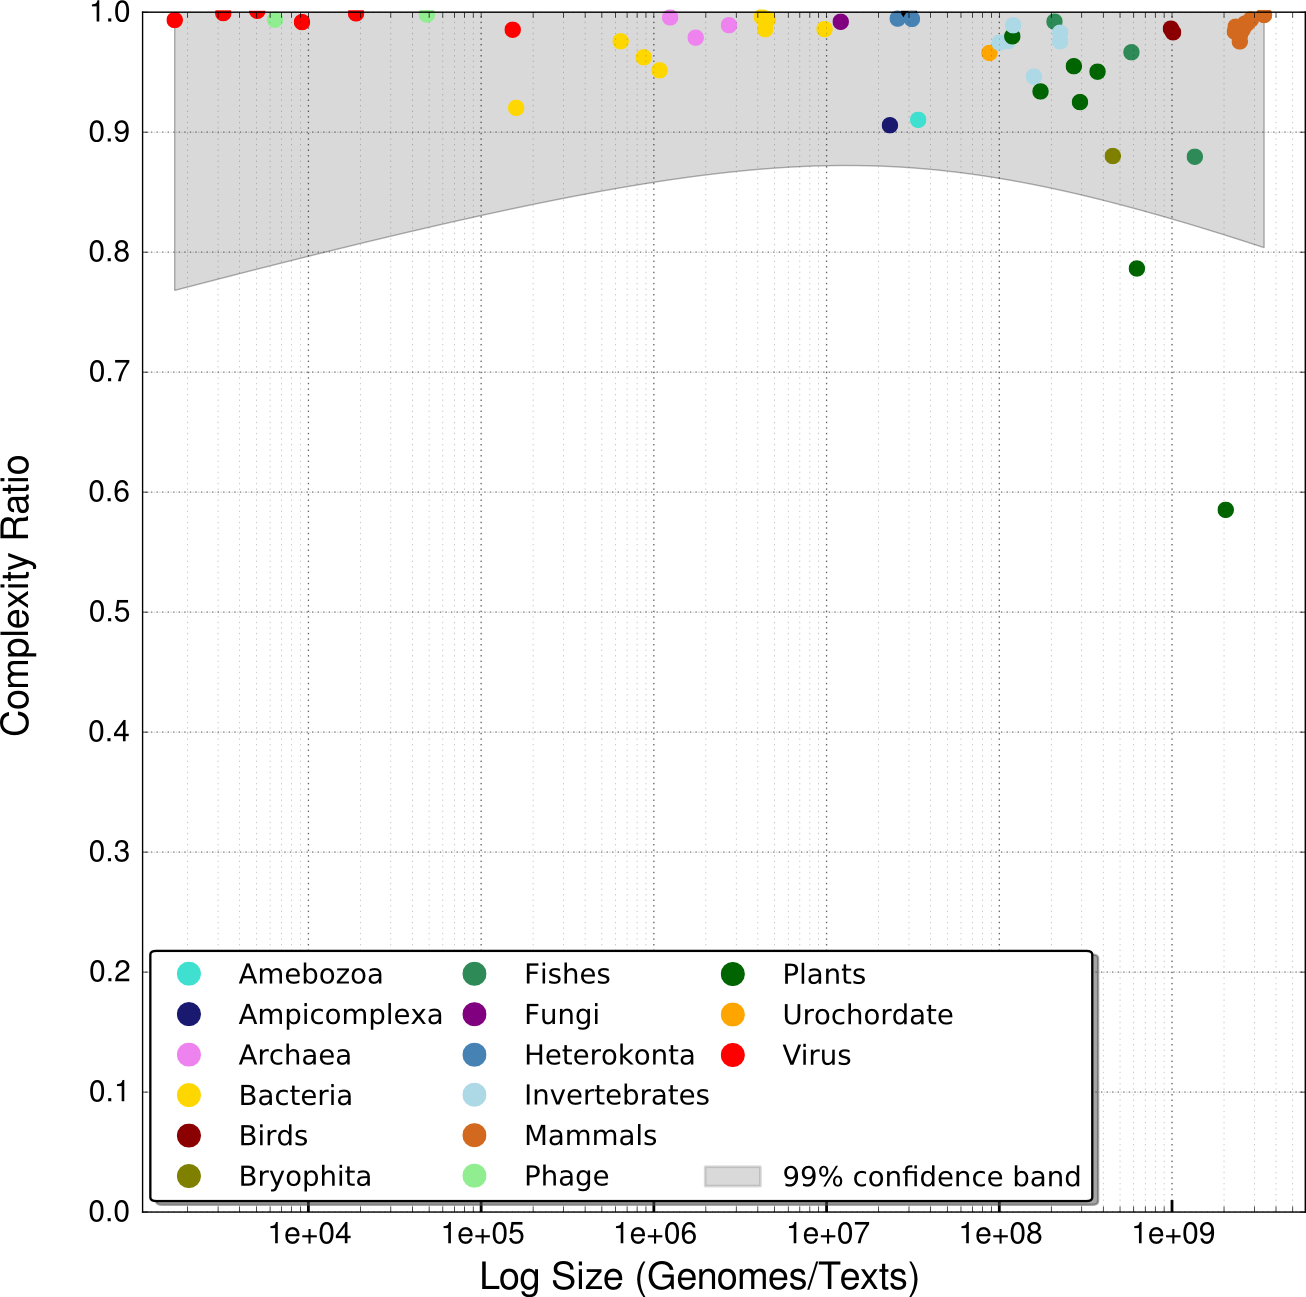 1.0
0.9
0.8
0.7
0.6
0.5
0.4
0.3
0.2
0.1
0.0
Complexity Ratio
Amebozoa
Ampicomplexa
Archaea
Bacteria
Birds
Bryophita
Fishes
Fungi
Heterokonta
Invertebrates
Mammals
Phage
Plants
Urochordate
Virus
99% confidence band
1e+04 1e+05 1e+06 1e+07 1e+08 1e+09
Log Size (Genomes/Texts)